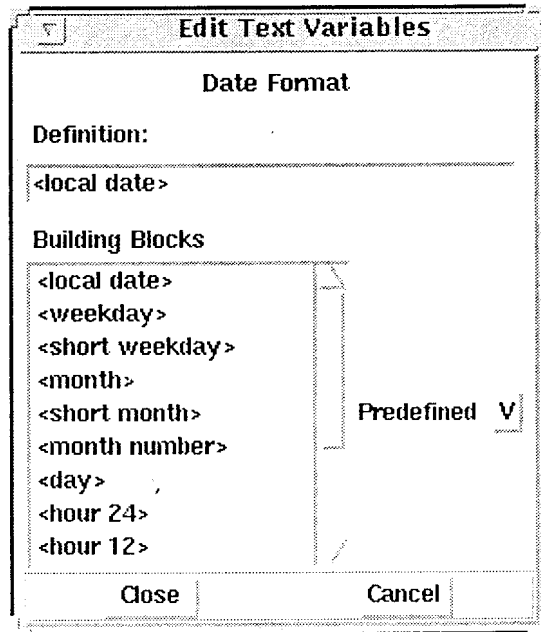 Edit Text Variables
Date Format
Definition:
<local date>
Building Blocks
<local date>
<weekday>
<short weekday>
<month>
<short month>
<month number>
<day>
<hour 24>
<hour 12>
Predefined V
Close Cancel